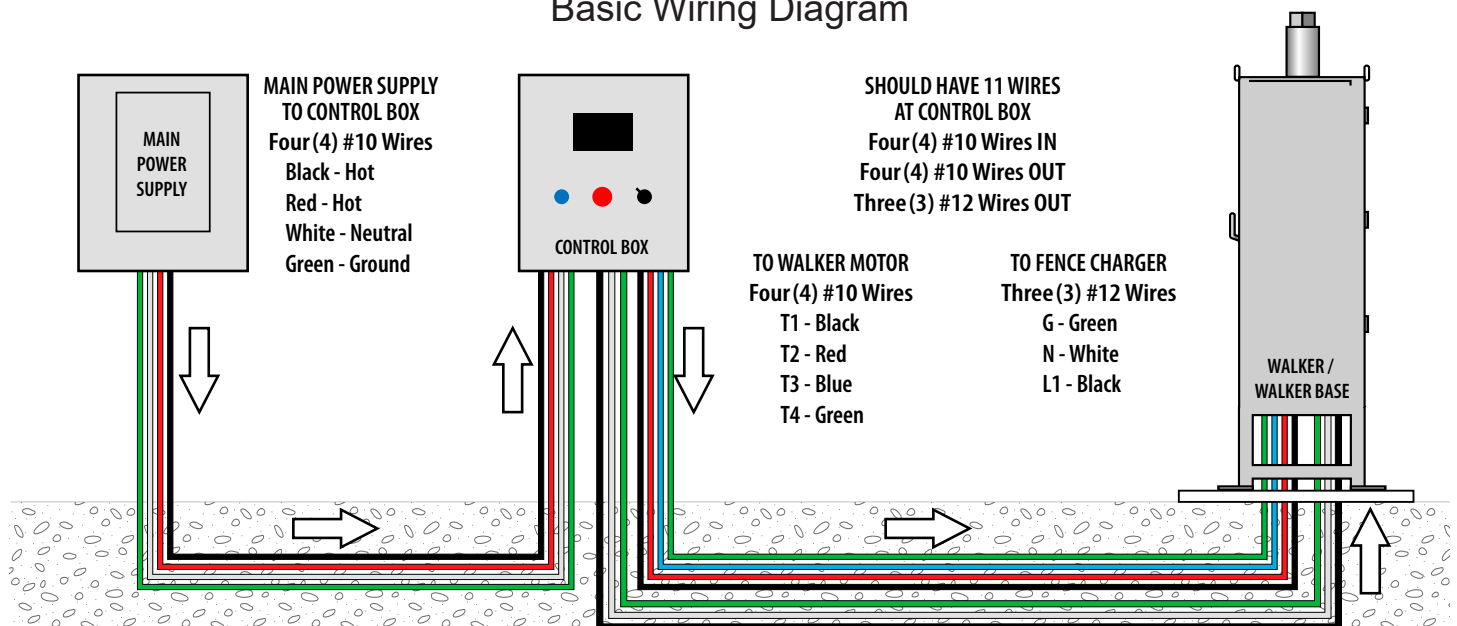 Basic Wiring Diagram
MAIN
POWER
SUPPLY
MAIN POWER SUPPLY
TO CONTROL BOX
Four (4) #10 Wires
Black - Hot
Red - Hot
White - Neutral
Green - Ground
CONTROL BOX
SHOULD HAVE 11 WIRES
AT CONTROL BOX
Four (4) #10 Wires IN
Four (4) #10 Wires OUT
Three (3) #12 Wires OUT
TO WALKER MOTOR
Four (4) #10 Wires
T1 - Black
T2 - Red
T3 - Blue
T4 - Green
TO FENCE CHARGER
Three (3) #12 Wires
G - Green
N - White
L1 - Black
WALKER /
WALKER BASE